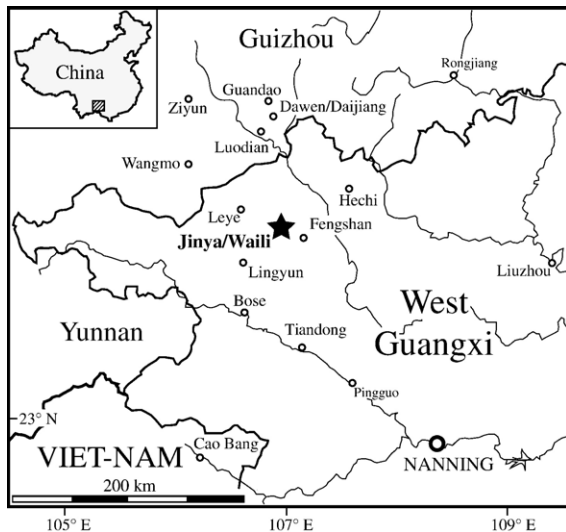 Guizhou
China
Rongjiang
Guandao
Ziyun
Dawen/Daijiang
Luodian
Wangmo
Hechi
Leye
Fengshan
Jinya/Waili
Lingyun
Liuzhou
West
Guangxi
Bose
Yunnan
Tiandong
Pingguo
23° N
Cao Bang
VIET-NAM
NANNING
200 km
105° E
107° E
109° E